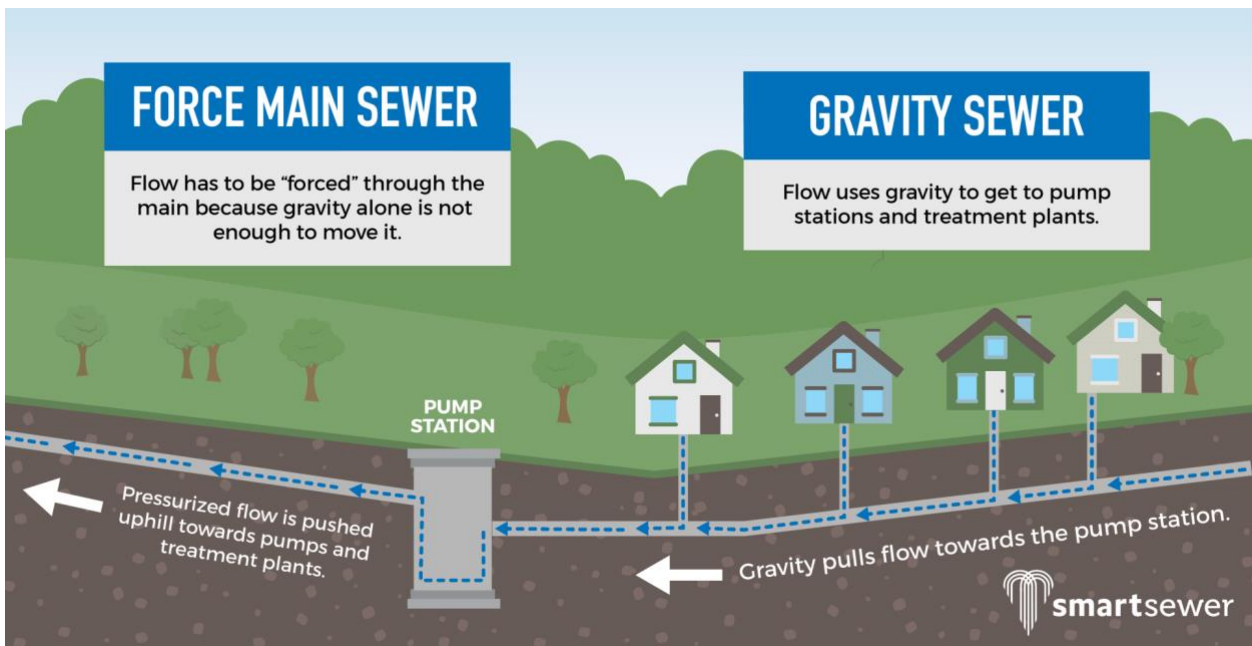 FORCE MAIN SEWER
Flow has to be “forced” through the
main because gravity alone is not
enough to move it.
GRAVITY SEWER
Flow uses gravity to get to pump
stations and treatment plants.
PUMP
STATION
Pressurized flow is pushed
uphill towards pumps and
treatment plants.
Gravity pulls flow towards the pump station.
smartsewer